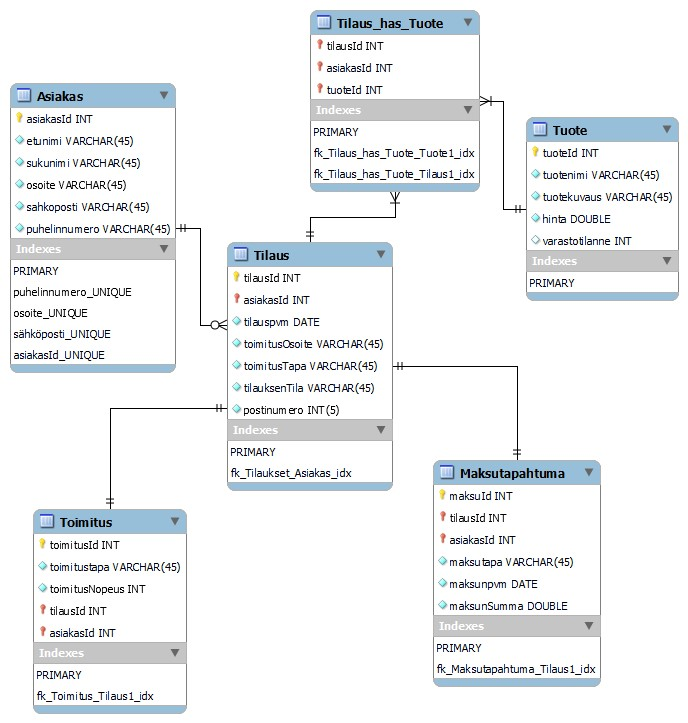 Tilaus_has_Tuote
tilausId INT
asiakasId INT
tuoteId INT
Indexes
PRIMARY
fk_Tilaus_has_Tuote_Tuote1_idx
fk_Tilaus_has_Tuote_Tilaus1_idx
Asiakas
asiakasId INT
etunimi VARCHAR(45)
sukunimi VARCHAR(45)
osoite VARCHAR(45)
sahkoposti VARCHAR(45)
puhelinnumero VARCHAR(45)
Indexes
PRIMARY
puhelinnumero_UNIQUE
osoite_UNIQUE
sähköposti_UNIQUE
asiakasId_UNIQUE
Tuote
tuoteId INT
tuotenimi VARCHAR(45)
tuotekuvaus VARCHAR(45)
hinta DOUBLE
varastotilanne INT
Indexes
PRIMARY
Tilaus
tilausId INT
asiakasId INT
tilauspvm DATE
toimitusOsoite VARCHAR(45)
toimitusTapa VARCHAR(45)
tilauksenTila VARCHAR(45)
postinumero INT(5)
Indexes
PRIMARY
fk_Tilaukset_Asiakas_idx
Toimitus
toimitusId INT
toimitustapa VARCHAR(45)
toimitusNopeus INT
tilausId INT
asiakasId INT
Indexes
PRIMARY
fk_Toimitus_Tilaus1_idx
Maksutapahtuma
maksuId INT
tilausId INT
asiakasId INT
maksutapa VARCHAR(45)
maksunpvm DATE
maksunSumma DOUBLE
Indexes
PRIMARY
fk_Maksutapahtuma_Tilaus1_idx